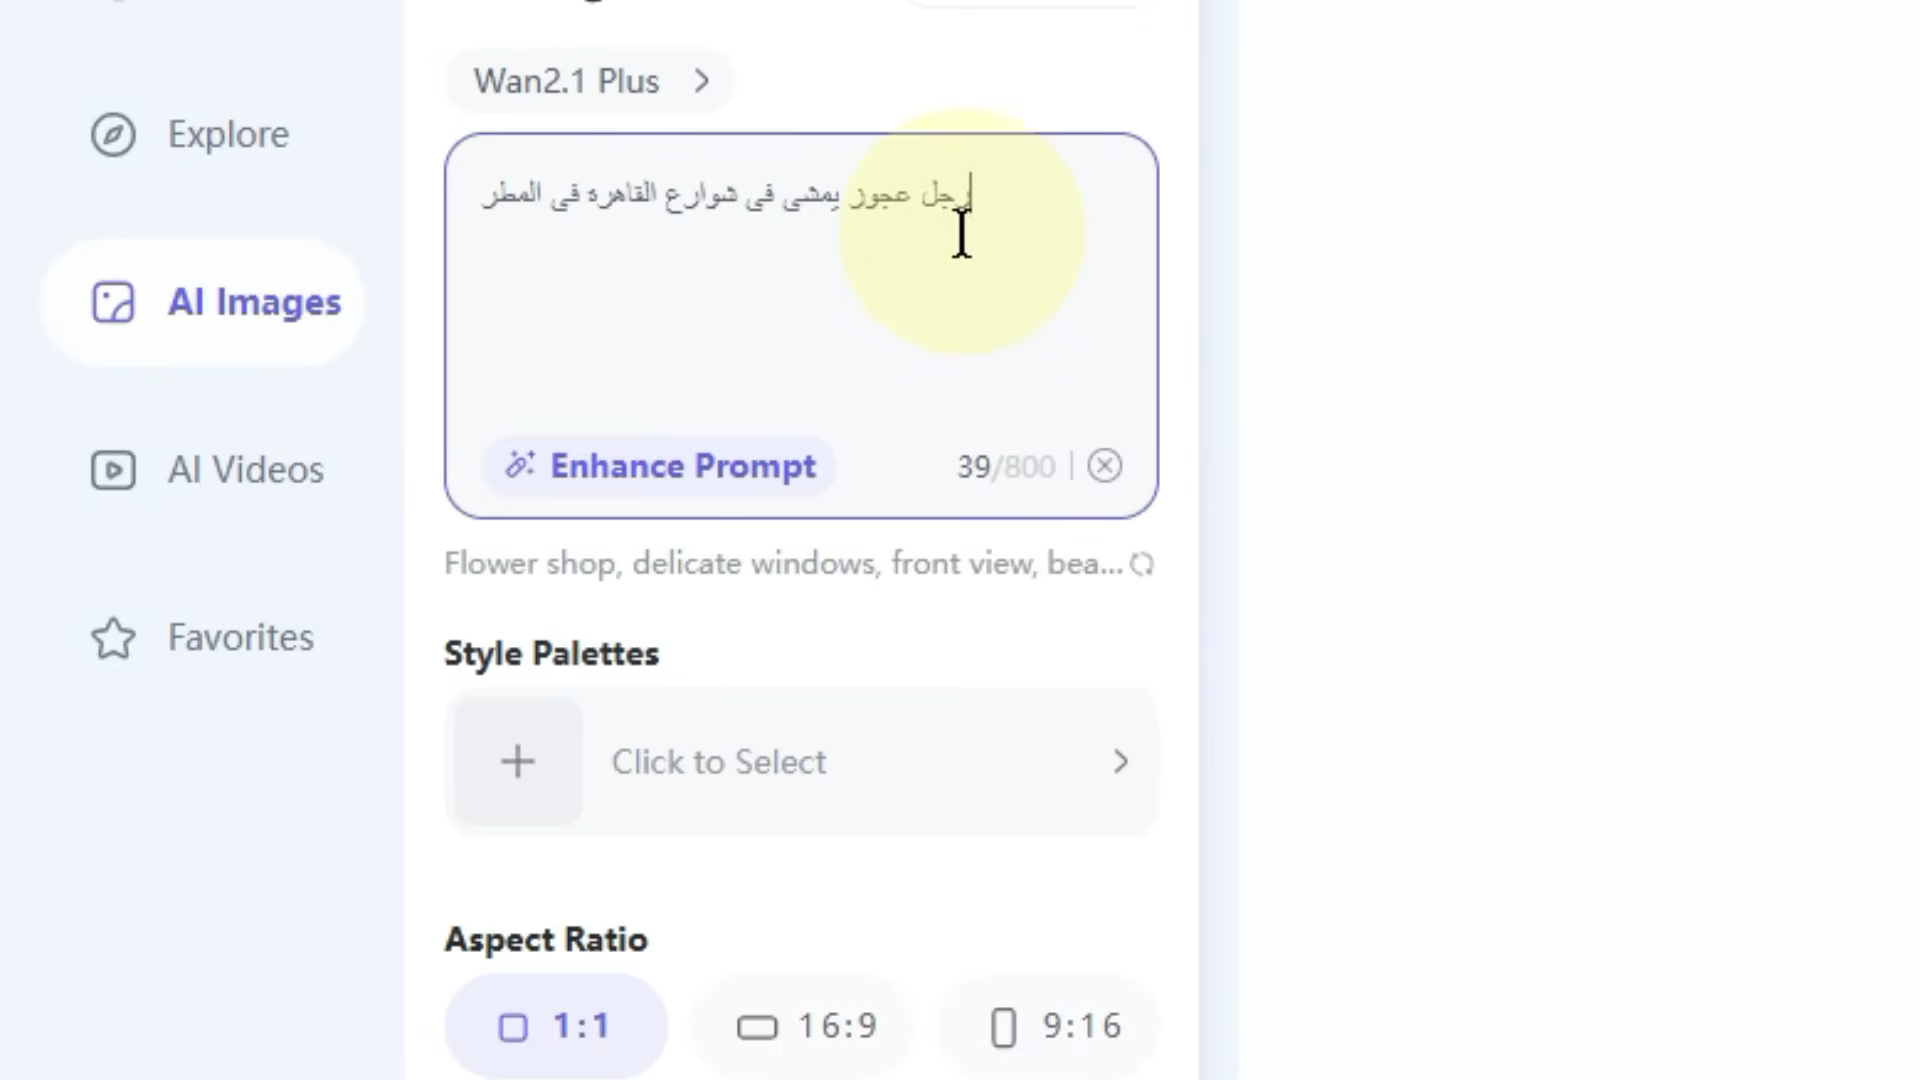 Wan2.1 Plus
Explore
رجل عجوز يمشى فى شوارع القاهرة فى المطر
AI Images
Enhance Prompt
39/800
AI Videos
Flower shop, delicate windows, front view, bea...
Favorites
Style Palettes
Click to Select
Aspect Ratio
1:1
16:9
9:16